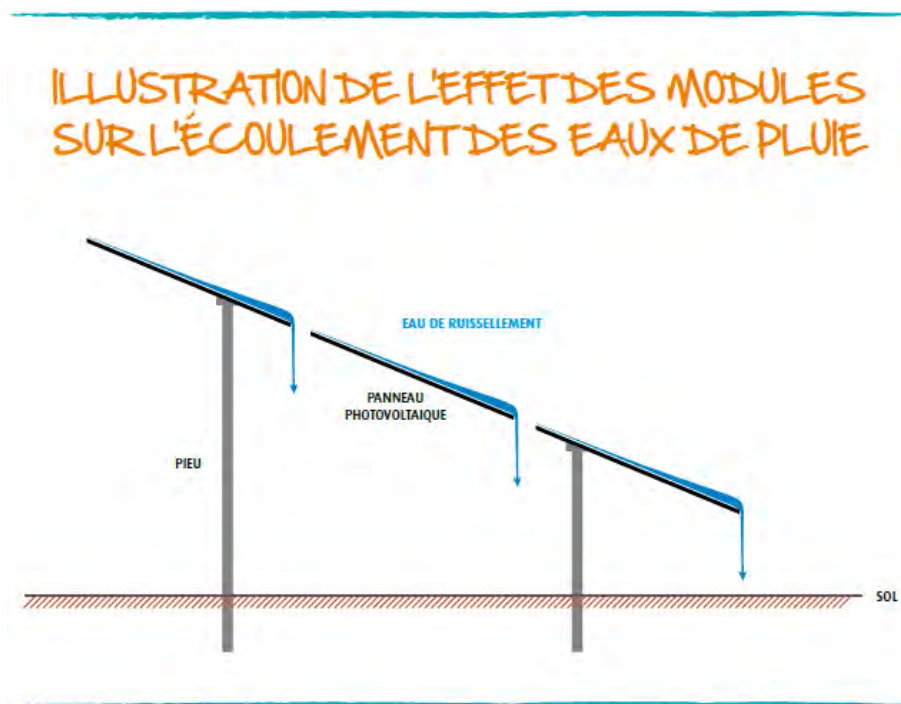 ILLUSTRATION DE L'EFFET DES MODULES
SUR L'ÉCOULEMENT DES EAUX DE PLUIE
EAU DE RUISSELLEMENT
PANNEAU
PHOTOVOLTAIQUE
PIEU
SOL